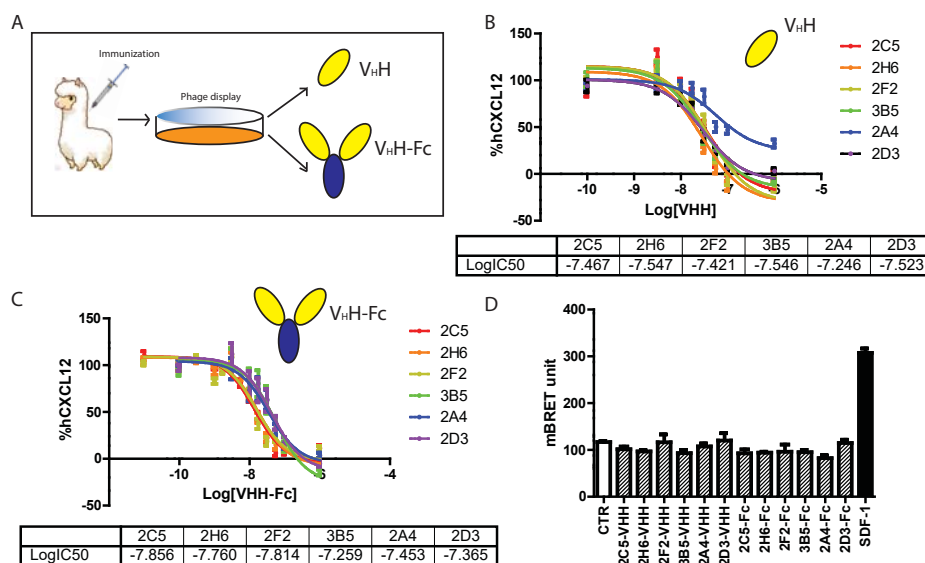 A
Immunization
Phage display
VHH
VHH-Fc
B
VHH
%hCXCL12
150
100
50
0
-50
-10
-9
-8
-7
-6
-5
Log[VHH]
2C5
2H6
2F2
3B5
2A4
2D3
2C5 2H6 2F2 3B5 2A4 2D3
LogIC50 -7.467 -7.547 -7.421 -7.546 -7.246 -7.523
C
VHH-Fc
%hCXCL12
150
100
50
0
-50
-10
-8
-6
-4
Log[VHH-Fc]
2C5
2H6
2F2
3B5
2A4
2D3
2C5 2H6 2F2 3B5 2A4 2D3
LogIC50 -7.856 -7.760 -7.814 -7.259 -7.453 -7.365
D
mBRET unit
400
300
200
100
0
CTR
2C5-VHH
2H6-VHH
2F2-VHH
3B5-VHH
2A4-VHH
2D3-VHH
2C5-Fc
2H6-Fc
2F2-Fc
3B5-Fc
2A4-Fc
2D3-Fc
SDF-1